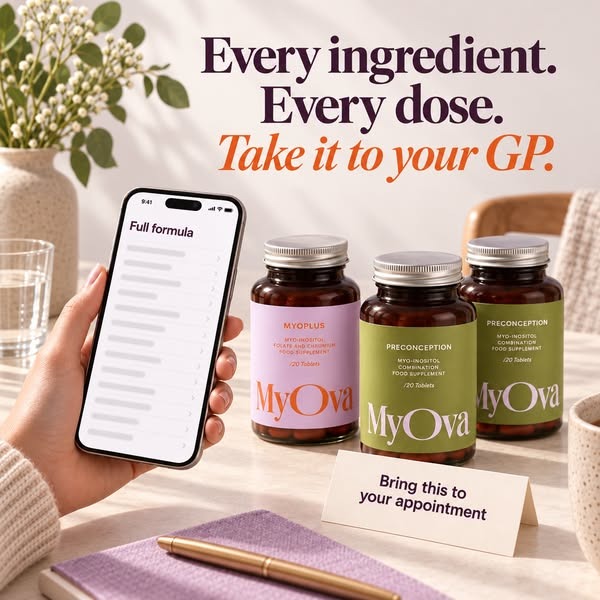 Every ingredient.
Every dose.
Take it to your GP.
9:41
Full formula
MYOPLUS
MYO-INOSITOL
FOLATE AND CHROMIUM
FOOD SUPPLEMENT
/20 Tablets
MyOva
PRECONCEPTION
MYO-INOSITOL
COMBINATION
FOOD SUPPLEMENT
/20 Tablets
MyOva
PRECONCEPTION
MYO-INOSITOL
COMBINATION
FOOD SUPPLEMENT
/20 Tablets
MyOva
Bring this to
your appointment